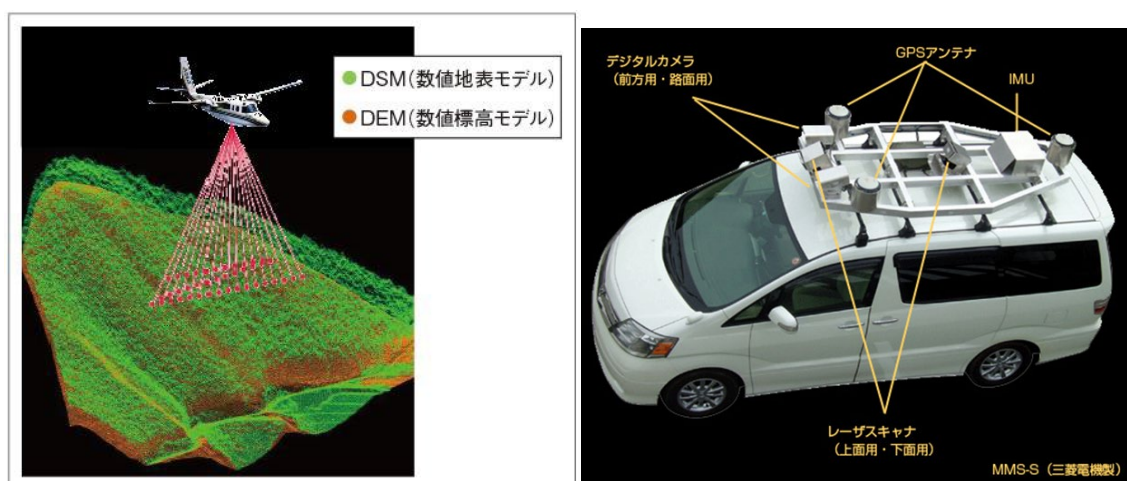 DSM(数値地表モデル)
DEM(数値標高モデル)
デジタルカメラ
(前方用・路面用)
GPSアンテナ
IMU
レーザスキャナ
(上面用・下面用)
MMS-S (三菱電機製)